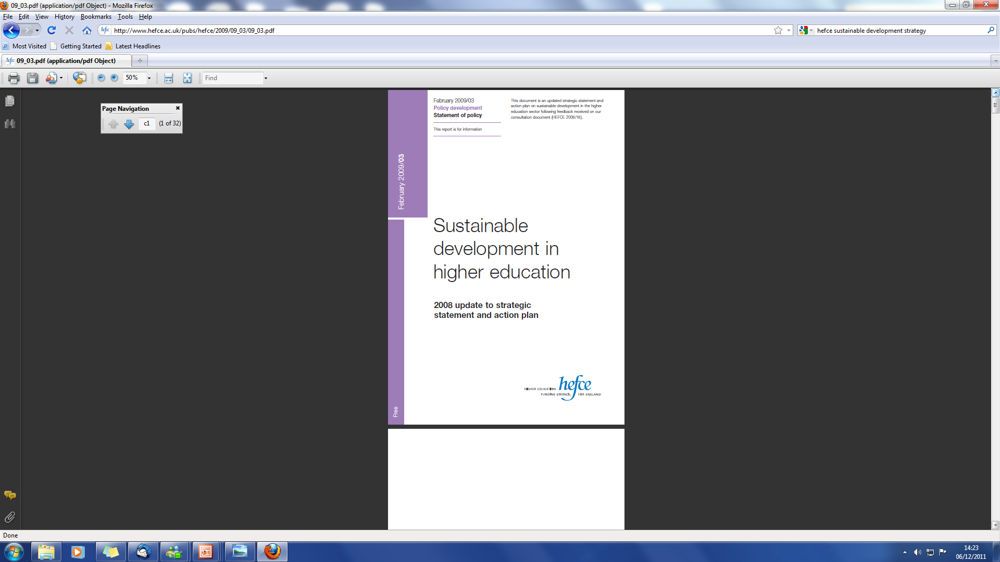 09_03.pdf (application/pdf Object) - Mozilla Firefox
File Edit View History Bookmarks Tools Help
hefce http://www.hefce.ac.uk/pubs/hefce/2009/09_03/09_03.pdf
hefce sustainable development strategy
Most Visited Getting Started Latest Headlines
hefce 09_03.pdf (application/pdf Object)
50%
Find
Page Navigation
c1 (1 of 32)
February 2009/03
Policy development
Statement of policy
This report is for information
This document is an updated strategic statement and
action plan on sustainable development in the higher
education sector following feedback received on our
consultation document (HEFCE 2008/18).
February 2009/03
Sustainable
development in
higher education
2008 update to strategic
statement and action plan
HIGHER EDUCATION hefce
FUNDING COUNCIL FOR ENGLAND
Free
Done
14:23
06/12/2011